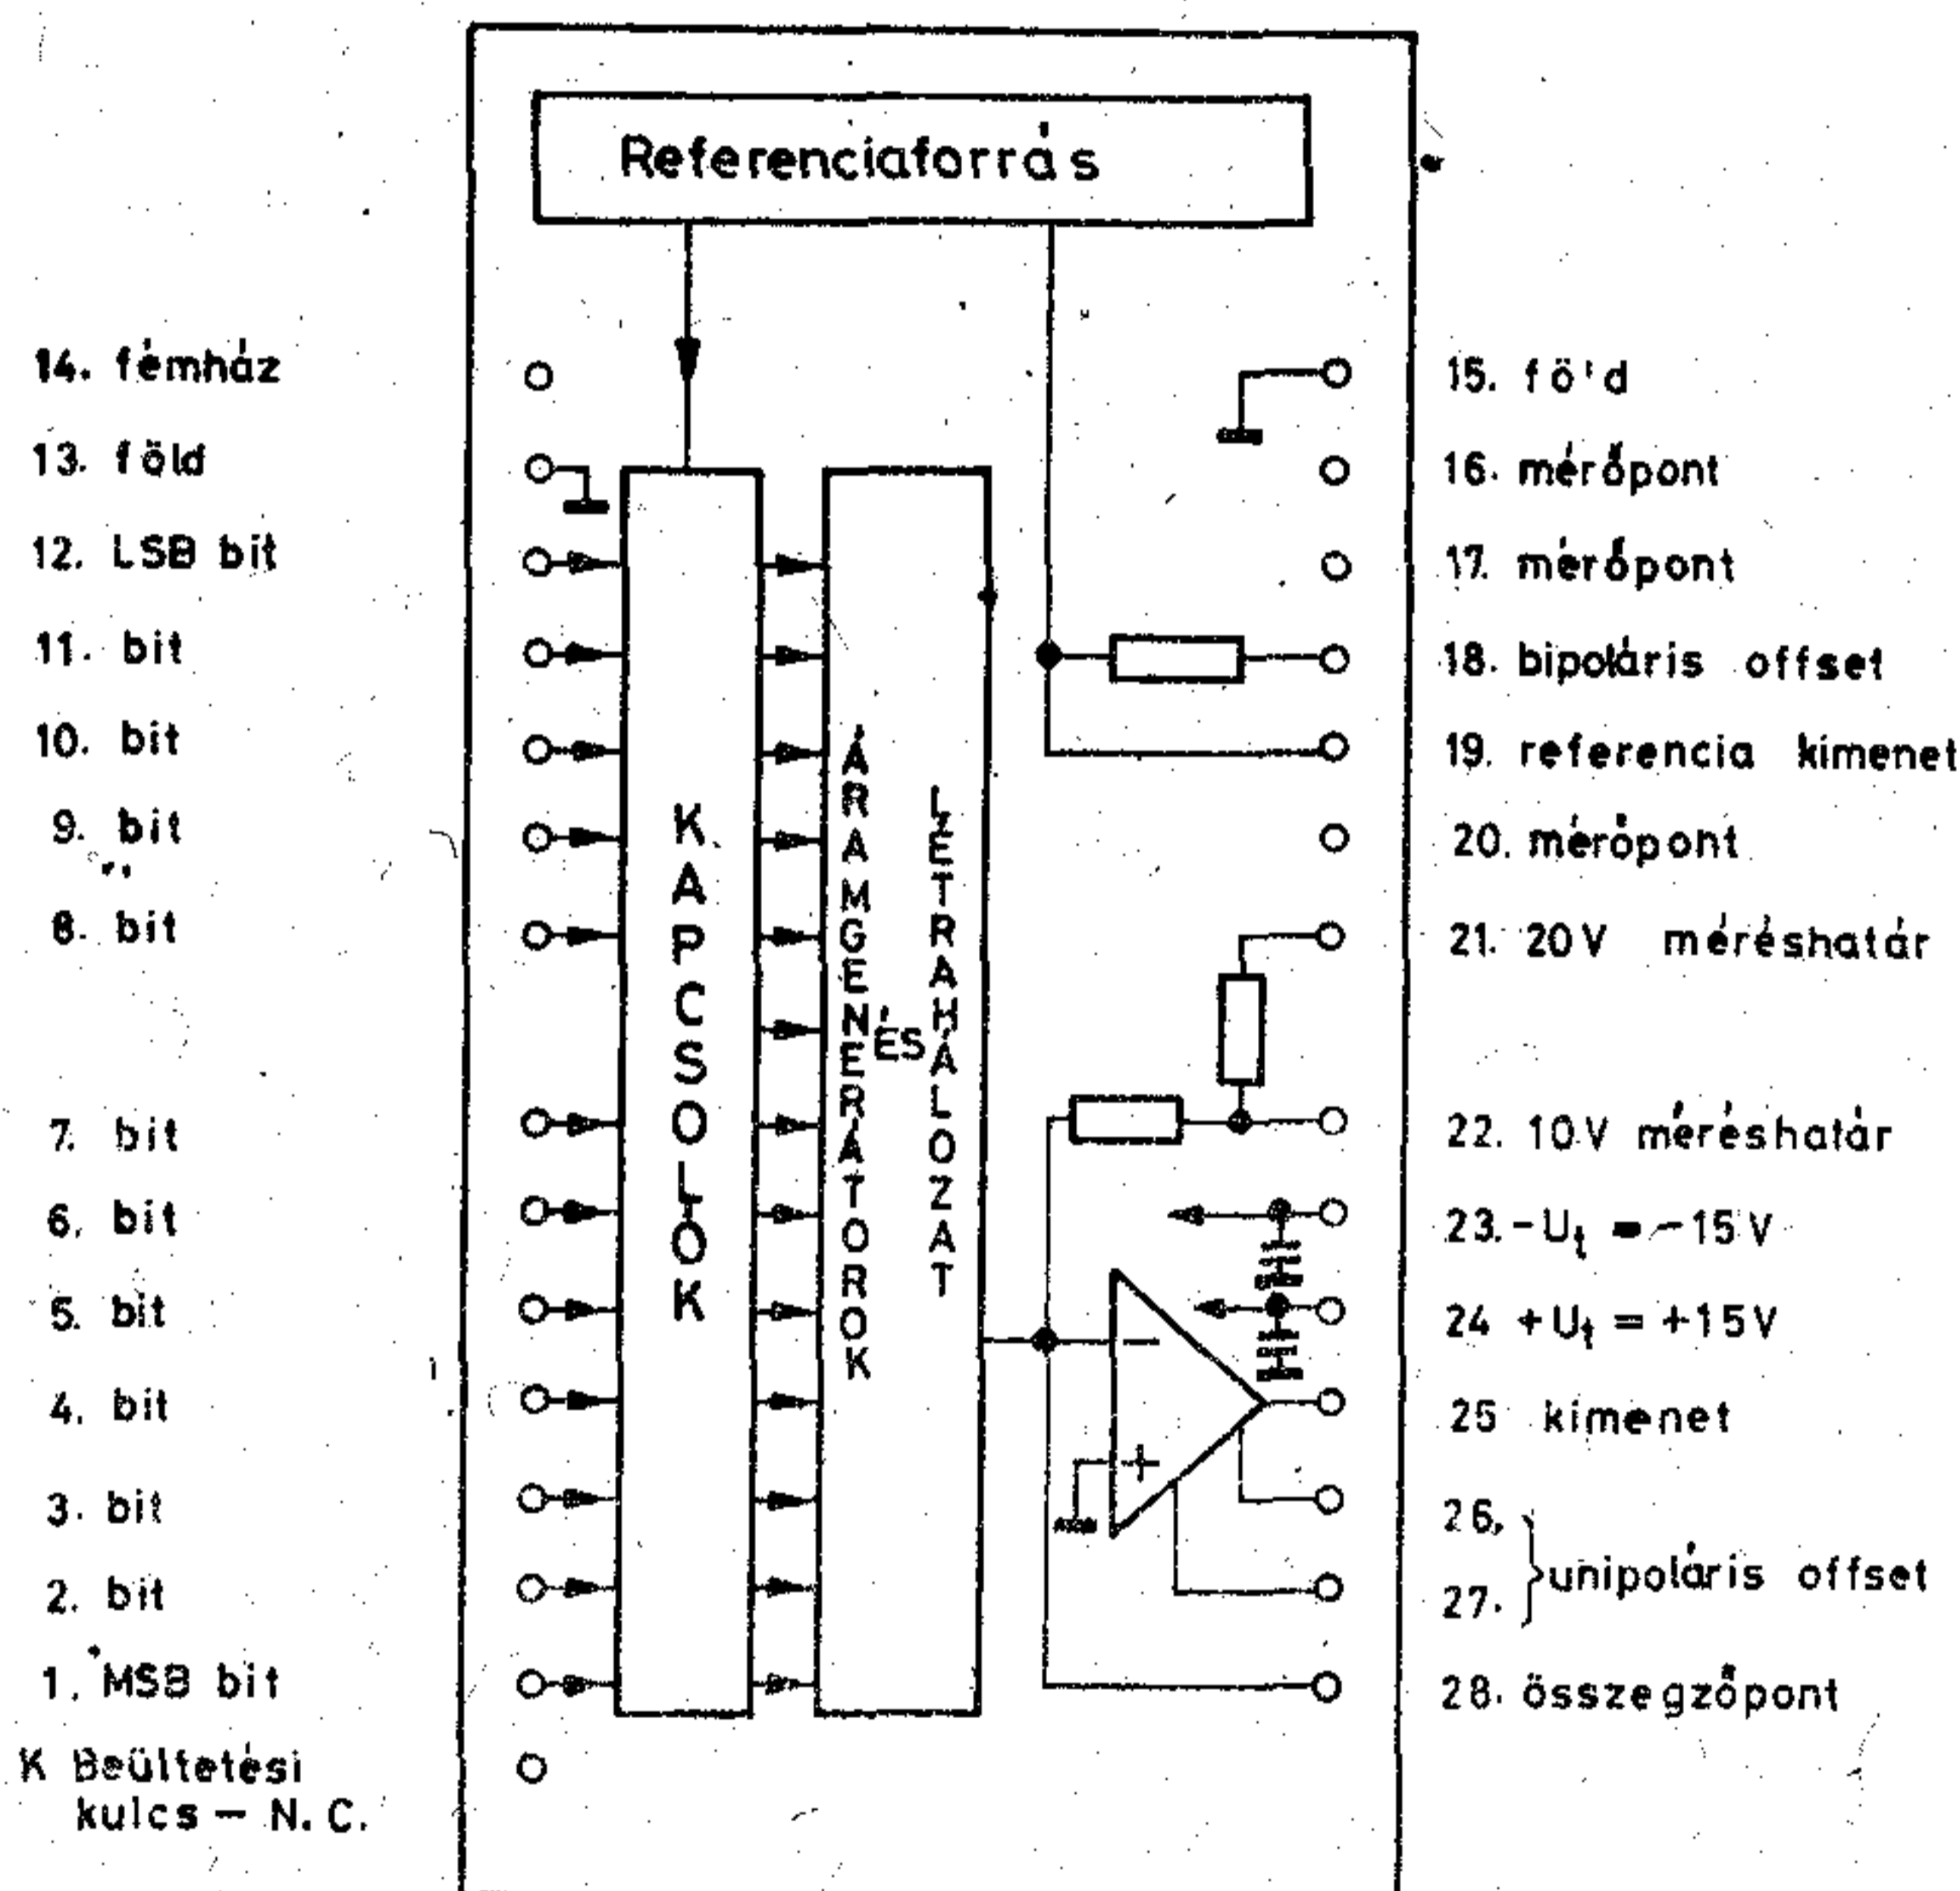 Referenciaforrás
14. fémház
13. föld
12. LSB bit
11. bit
10. bit
9. bit
8. bit
7. bit
6. bit
5. bit
4. bit
3. bit
2. bit
1. MSB bit
K Beültetési
kulcs – N.C.
KAPCSOLÓK
ÁRAMGENERÁTOROK
ÉS
LÉTRAHÁLÓZAT
–
+
15. föld
16. mérőpont
17. mérőpont
18. bipoláris offset
19. referencia kimenet
20. mérőpont
21. 20V méréshatár
22. 10V méréshatár
23. -Ut = -15V
24 +Ut = +15V
25 kimenet
26.
27.
unipoláris offset
28. összegzőpont